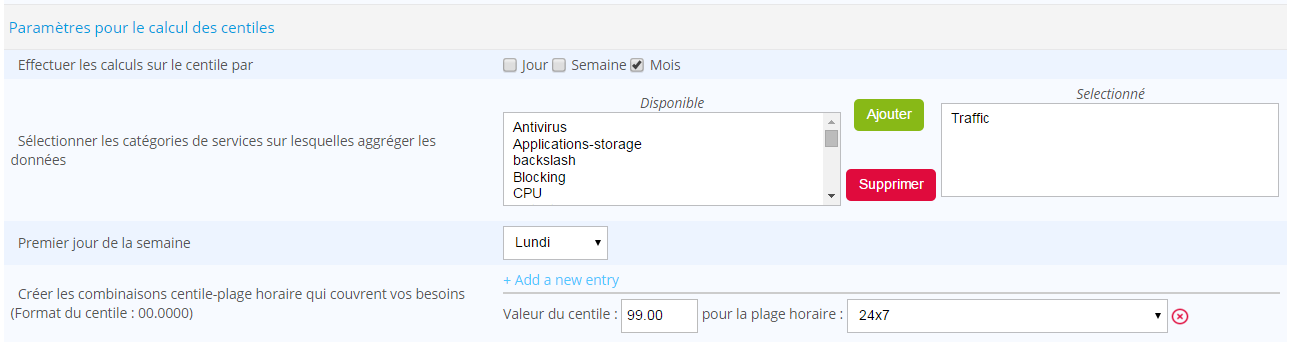 Paramètres pour le calcul des centiles
Effectuer les calculs sur le centile par
Jour Semaine Mois
Disponible
Selectionné
Sélectionner les catégories de services sur lesquelles aggréger les
données
Antivirus
Applications-storage
backslash
Blocking
CPU
Ajouter
Supprimer
Traffic
Premier jour de la semaine
Lundi
Créer les combinaisons centile-plage horaire qui couvrent vos besoins
(Format du centile : 00.0000)
+ Add a new entry
Valeur du centile : 99.00 pour la plage horaire : 24x7